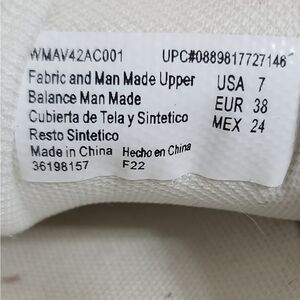 WMAV42AC001 UPC#0889817727146
Fabric and Man Made Upper USA 7
Balance Man Made EUR 38
Cubierta de Tela y Sintetico MEX 24
Resto Sintetico
Made in China Hecho en China
36198157 F22